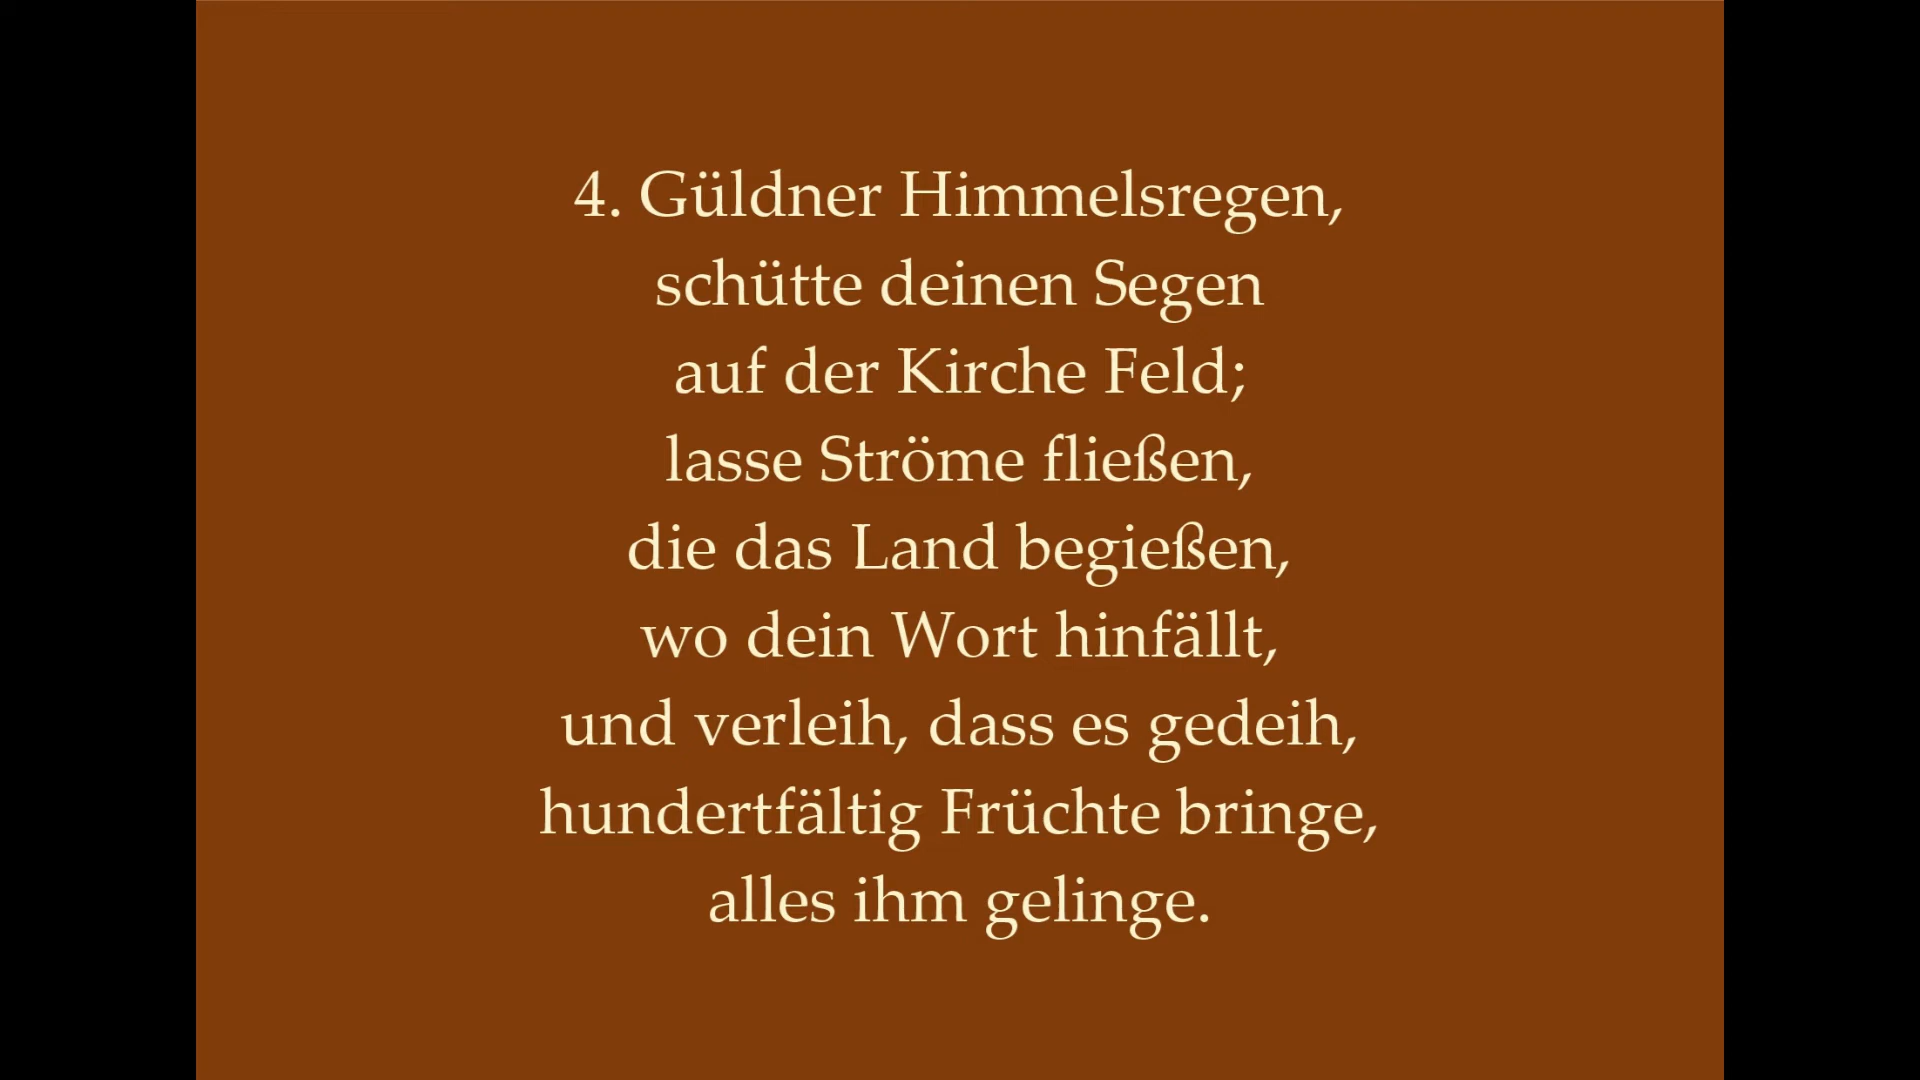 4. Güldner Himmelsregen,
schütte deinen Segen
auf der Kirche Feld;
lasse Ströme fließen,
die das Land begießen,
wo dein Wort hinfällt,
und verleih, dass es gedeih,
hundertfältig Früchte bringe,
alles ihm gelinge.